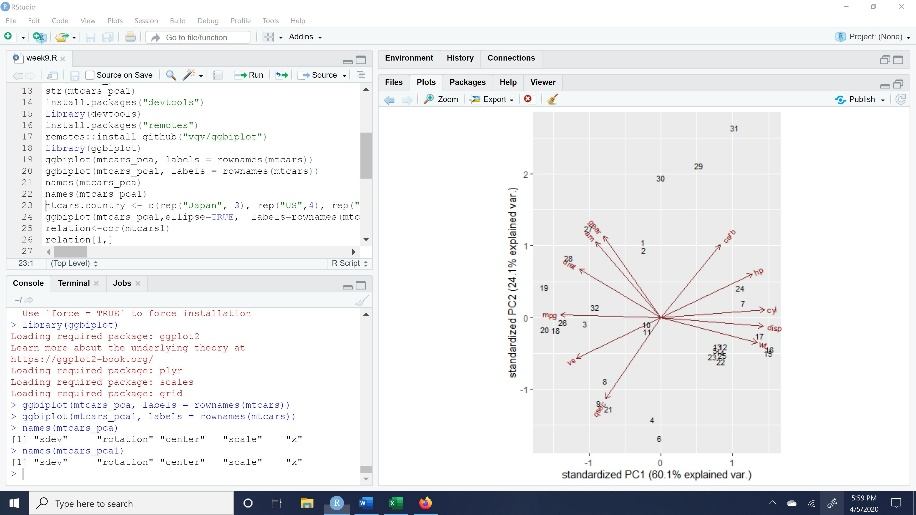 RStudio
File Edit Code View Plots Session Build Debug Profile Tools Help
Go to file/function Addins Project: (None)
week9.R
Source on Save Run Source
13 str(mtcars_pca1)
14 install.packages("devtools")
15 library(devtools)
16 install.packages("remotes")
17 remotes::install_github("vqv/ggbiplot")
18 library(ggbiplot)
19 ggbiplot(mtcars_pca, labels = rownames(mtcars))
20 ggbiplot(mtcars_pca1, labels = rownames(mtcars))
21 names(mtcars_pca)
22 names(mtcars_pca1)
23 mtcars.country <- c(rep("Japan", 3), rep("US",4), rep("
24 ggbiplot(mtcars_pca1,ellipse=TRUE, labels=rownames(mtc
25 relation<-cor(mtcars1)
26 relation[1,]
27
23:1 (Top Level) R Script
Console Terminal Jobs
~/
Use `force = TRUE` to force installation
> library(ggbiplot)
Loading required package: ggplot2
Learn more about the underlying theory at
https://ggplot2-book.org/
Loading required package: plyr
Loading required package: scales
Loading required package: grid
> ggbiplot(mtcars_pca, labels = rownames(mtcars))
> ggbiplot(mtcars_pca1, labels = rownames(mtcars))
> names(mtcars_pca)
[1] "sdev" "rotation" "center" "scale" "x"
> names(mtcars_pca1)
[1] "sdev" "rotation" "center" "scale" "x"
>
Environment History Connections
Files Plots Packages Help Viewer
Zoom Export Publish
standardized PC2 (24.1% explained var.)
2
1
0
-1
31
29
30
27
gear
am
1
2
carb
28
drat
hp
19
24
7
32
cyl
mpg
26
3
10
11
disp
20 18
17
wt
16
15
13 12
23 25
22
vs
8
9
21
qsec
4
6
-1 0 1
standardized PC1 (60.1% explained var.)
Type here to search
5:59 PM
4/5/2020